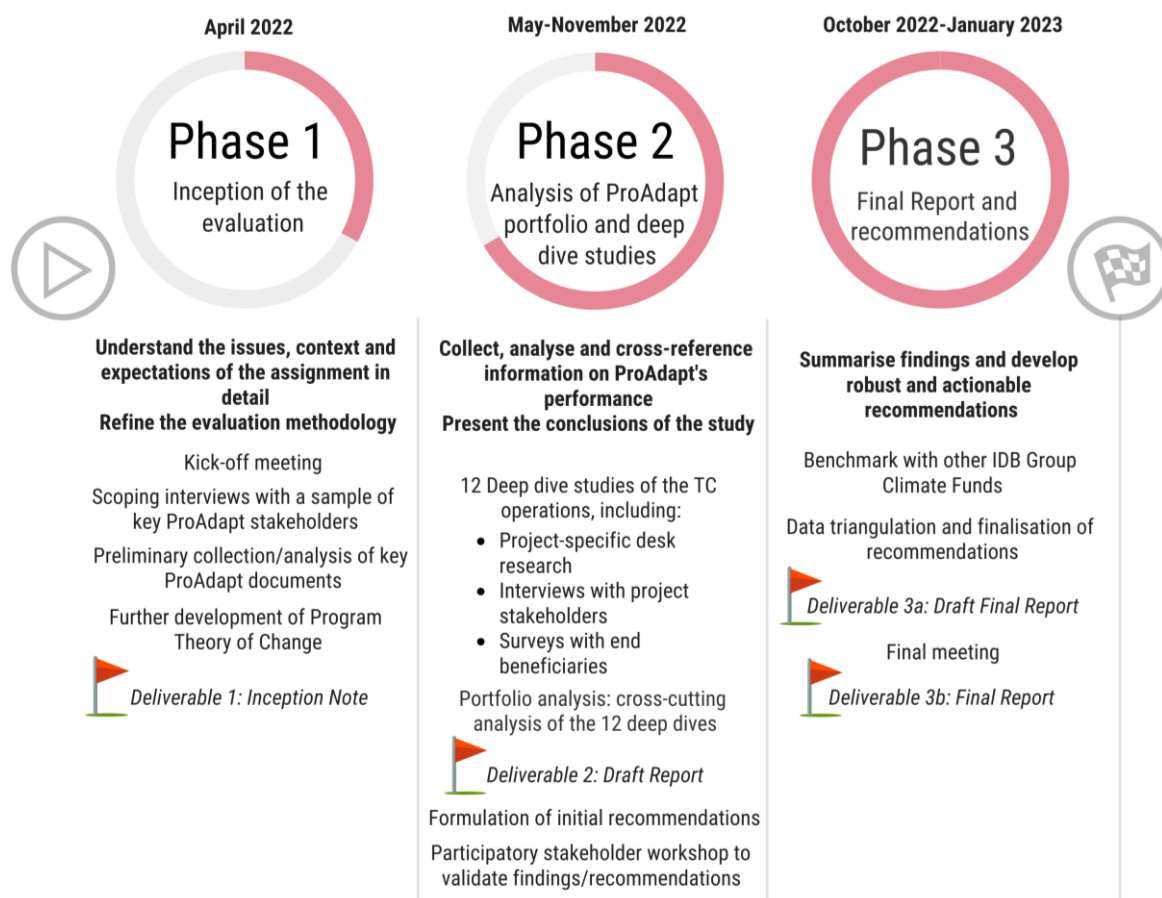 April 2022
Phase 1
Inception of the
evaluation
Understand the issues, context and
expectations of the assignment in
detail
Refine the evaluation methodology
Kick-off meeting
Scoping interviews with a sample of
key ProAdapt stakeholders
Preliminary collection/analysis of key
ProAdapt documents
Further development of Program
Theory of Change
Deliverable 1: Inception Note
May-November 2022
Phase 2
Analysis of ProAdapt
portfolio and deep
dive studies
Collect, analyse and cross-reference
information on ProAdapt's
performance
Present the conclusions of the study
12 Deep dive studies of the TC
operations, including:
• Project-specific desk
research
• Interviews with project
stakeholders
• Surveys with end
beneficiaries
Portfolio analysis: cross-cutting
analysis of the 12 deep dives
Deliverable 2: Draft Report
Formulation of initial recommendations
Participatory stakeholder workshop to
validate findings/recommendations
October 2022-January 2023
Phase 3
Final Report and
recommendations
Summarise findings and develop
robust and actionable
recommendations
Benchmark with other IDB Group
Climate Funds
Data triangulation and finalisation of
recommendations
Deliverable 3a: Draft Final Report
Final meeting
Deliverable 3b: Final Report